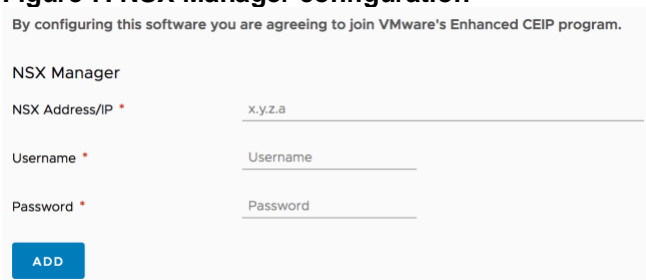 Figure 7: NSX Manager configuration
By configuring this software you are agreeing to join VMware's Enhanced CEIP program.
NSX Manager
NSX Address/IP * x.y.z.a
Username * Username
Password * Password
ADD